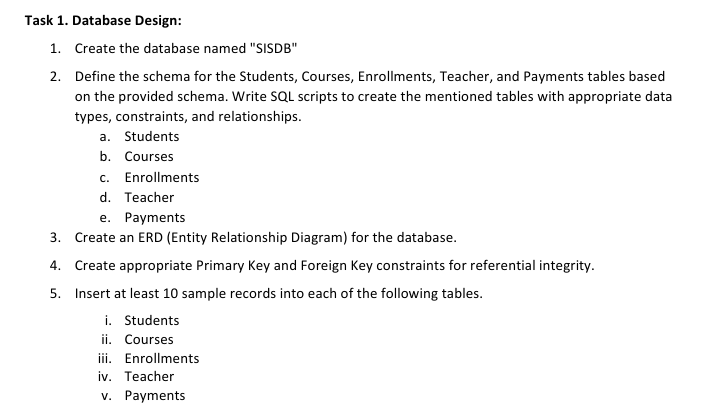 Task 1. Database Design:
1. Create the database named "SISDB"
2. Define the schema for the Students, Courses, Enrollments, Teacher, and Payments tables based
on the provided schema. Write SQL scripts to create the mentioned tables with appropriate data
types, constraints, and relationships.
a. Students
b. Courses
c. Enrollments
d. Teacher
e. Payments
3. Create an ERD (Entity Relationship Diagram) for the database.
4. Create appropriate Primary Key and Foreign Key constraints for referential integrity.
5. Insert at least 10 sample records into each of the following tables.
i. Students
ii. Courses
iii. Enrollments
iv. Teacher
v. Payments